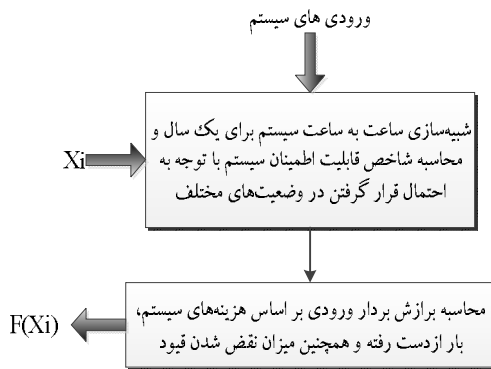 ورودی های سیستم
شبیه‌سازی ساعت به ساعت سیستم برای یک سال و
محاسبه شاخص قابلیت اطمینان سیستم با توجه به
احتمال قرار گرفتن در وضعیت‌های مختلف
Xi
محاسبه برازش بردار ورودی بر اساس هزینه‌های سیستم،
بار ازدست رفته و همچنین میزان نقض شدن قیود
F(Xi)